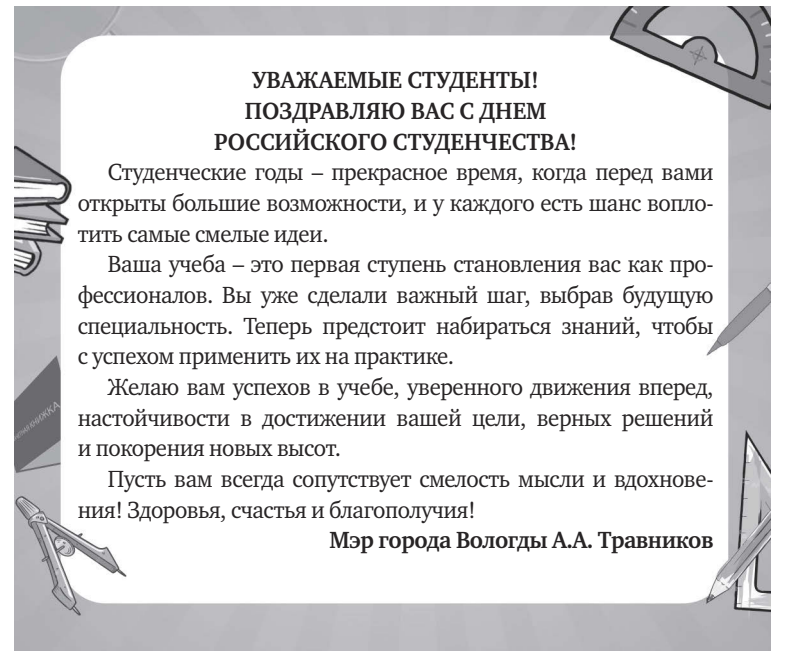 УВАЖАЕМЫЕ СТУДЕНТЫ!
ПОЗДРАВЛЯЮ ВАС С ДНЕМ
РОССИЙСКОГО СТУДЕНЧЕСТВА!
Студенческие годы – прекрасное время, когда перед вами
открыты большие возможности, и у каждого есть шанс вопло-
тить самые смелые идеи.
Ваша учеба – это первая ступень становления вас как про-
фессионалов. Вы уже сделали важный шаг, выбрав будущую
специальность. Теперь предстоит набираться знаний, чтобы
с успехом применить их на практике.
Желаю вам успехов в учебе, уверенного движения вперед,
настойчивости в достижении вашей цели, верных решений
и покорения новых высот.
Пусть вам всегда сопутствует смелость мысли и вдохнове-
ния! Здоровья, счастья и благополучия!
Мэр города Вологды А.А. Травников
КНИЖКА